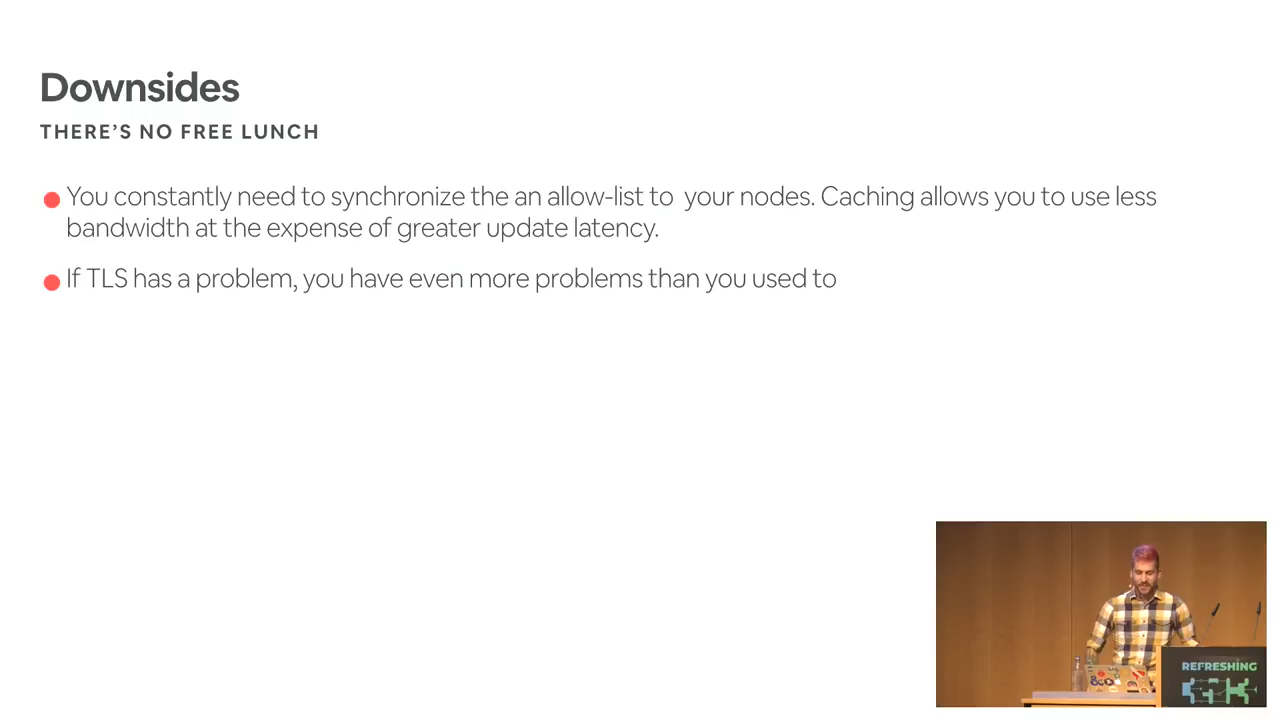 Downsides
THERE'S NO FREE LUNCH
You constantly need to synchronize the an allow-list to  your nodes. Caching allows you to use less
bandwidth at the expense of greater update latency.
If TLS has a problem, you have even more problems than you used to
REFRESHING